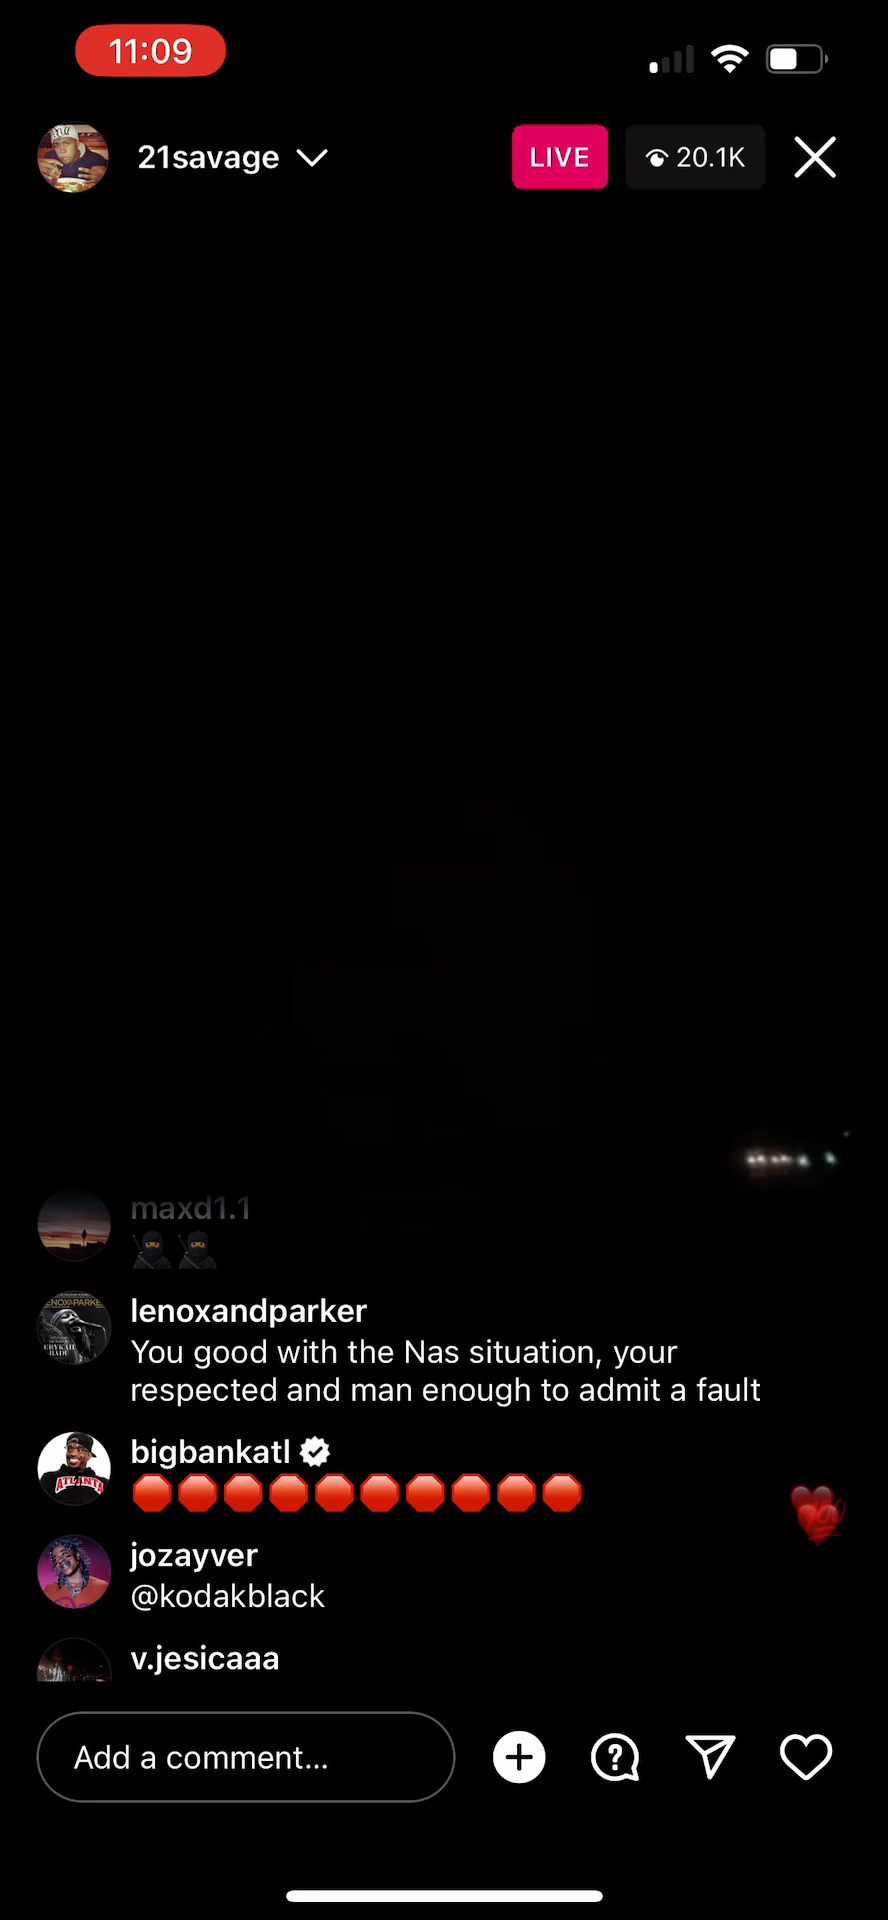 11:09
21savage
LIVE
20.1K
maxd1.1
🥷🥷
lenoxandparker
You good with the Nas situation, your
respected and man enough to admit a fault
bigbankatl
🛑🛑🛑🛑🛑🛑🛑🛑🛑🛑
jozayver
@kodakblack
v.jesicaaa
Add a comment...